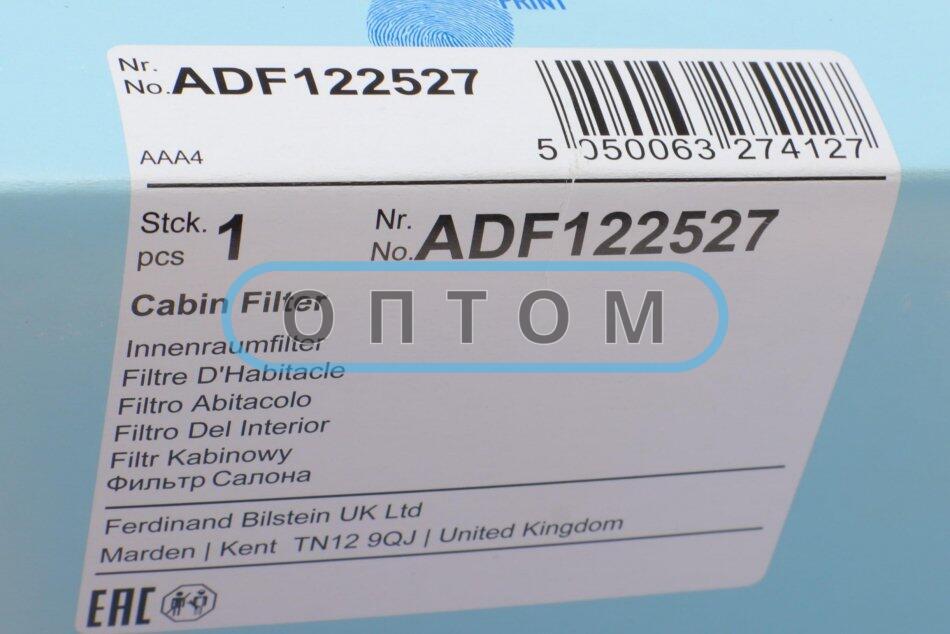 PRINT
Nr.
No. ADF122527
AAA4
5 050063 274127
Stck. 1
pcs
Nr.
No. ADF122527
Cabin Filter
ОПТОМ
Innenraumfilter
Filtre D'Habitacle
Filtro Abitacolo
Filtro Del Interior
Filtr Kabinowy
Фильтр Салона
Ferdinand Bilstein UK Ltd
Marden | Kent TN12 9QJ | United Kingdom
EAC